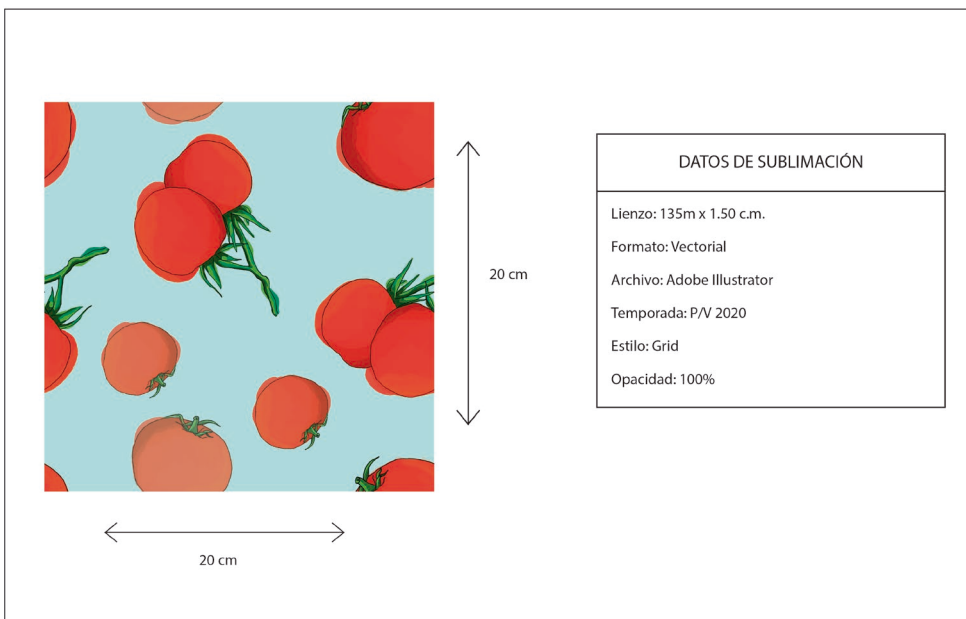 DATOS DE SUBLIMACIÓN
Lienzo: 135m x 1.50 c.m.
Formato: Vectorial
Archivo: Adobe Illustrator
Temporada: P/V 2020
Estilo: Grid
Opacidad: 100%
20 cm
20 cm